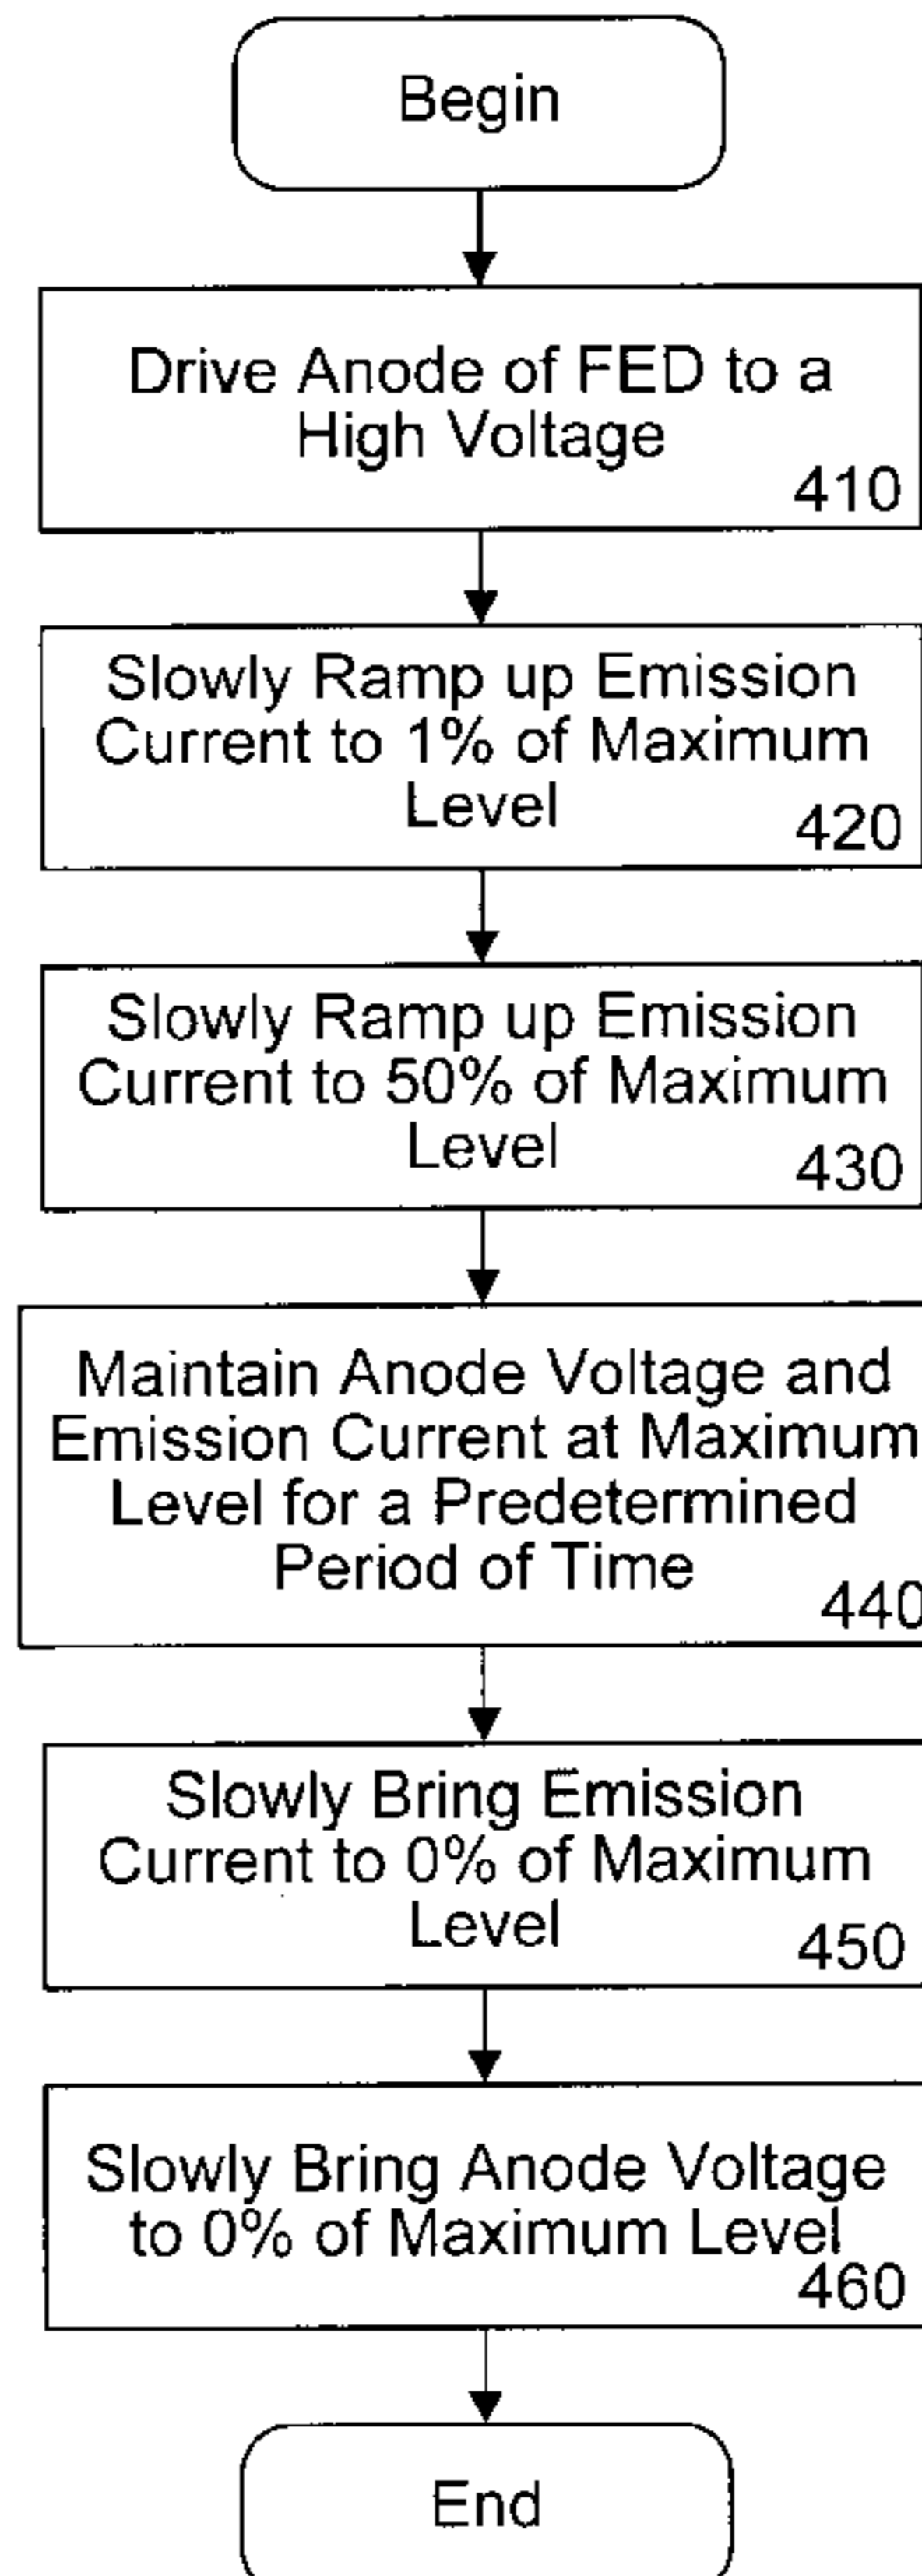 Begin
Drive Anode of FED to a
High Voltage
410
Slowly Ramp up Emission
Current to 1% of Maximum
Level
420
Slowly Ramp up Emission
Current to 50% of Maximum
Level
430
Maintain Anode Voltage and
Emission Current at Maximum
Level for a Predetermined
Period of Time
440
Slowly Bring Emission
Current to 0% of Maximum
Level
450
Slowly Bring Anode Voltage
to 0% of Maximum Level
460
End